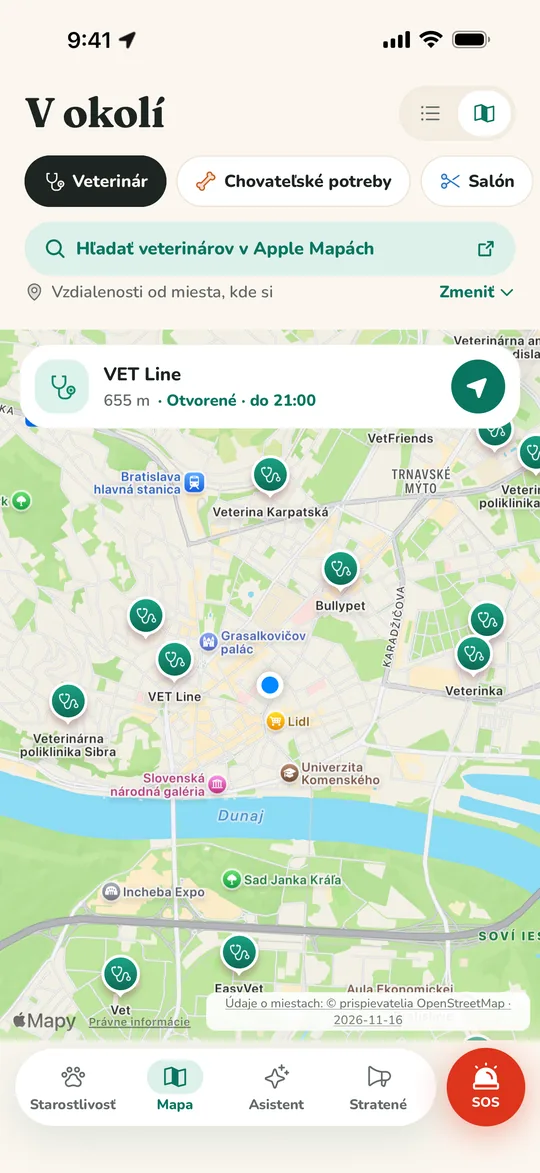 9:41
V okolí
Veterinár
Chovateľské potreby
Salón
Hľadať veterinárov v Apple Mapách
Vzdialenosti od miesta, kde si
Zmeniť
Veterinárna
VET Line
655 m · Otvorené · do 21:00
VetFriends
Bratislava
hlavná stanica
TRNAVSKÉ
MÝTO
poliklinika
Veterina Karpatská
Bullypet
KARADŽIČOVA
Grasalkovičov
palác
VET Line
Veterinka
Lidl
Veterinárna
poliklinika Sibra
Univerzita
Komenského
Slovenská
národná galéria
Dunaj
Sad Janka Kráľa
Incheba Expo
SOVÍ
EasyVet
Vet
Aula Ekonomickej
Údaje o miestach: © prispievatelia OpenStreetMap ·
2026-11-16
Mapy
Právne informácie
Starostlivosť
Mapa
Asistent
Stratené
SOS